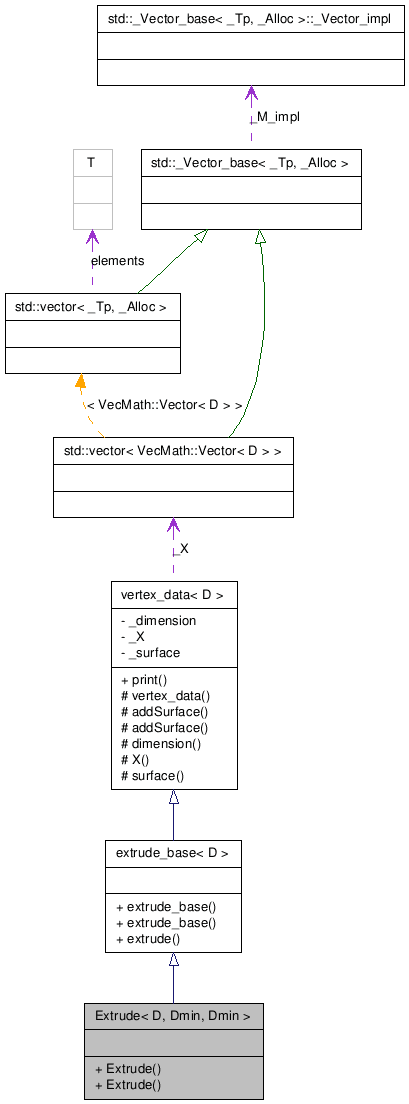 std::_Vector_base< _Tp, _Alloc >::_Vector_impl
_M_impl
T
std::_Vector_base< _Tp, _Alloc >
elements
std::vector< _Tp, _Alloc >
< VecMath::Vector< D > >
std::vector< VecMath::Vector< D > >
_X
vertex_data< D >
- _dimension
- _X
- _surface
+ print()
# vertex_data()
# addSurface()
# addSurface()
# dimension()
# X()
# surface()
extrude_base< D >
+ extrude_base()
+ extrude_base()
+ extrude()
Extrude< D, Dmin, Dmin >
+ Extrude()
+ Extrude()